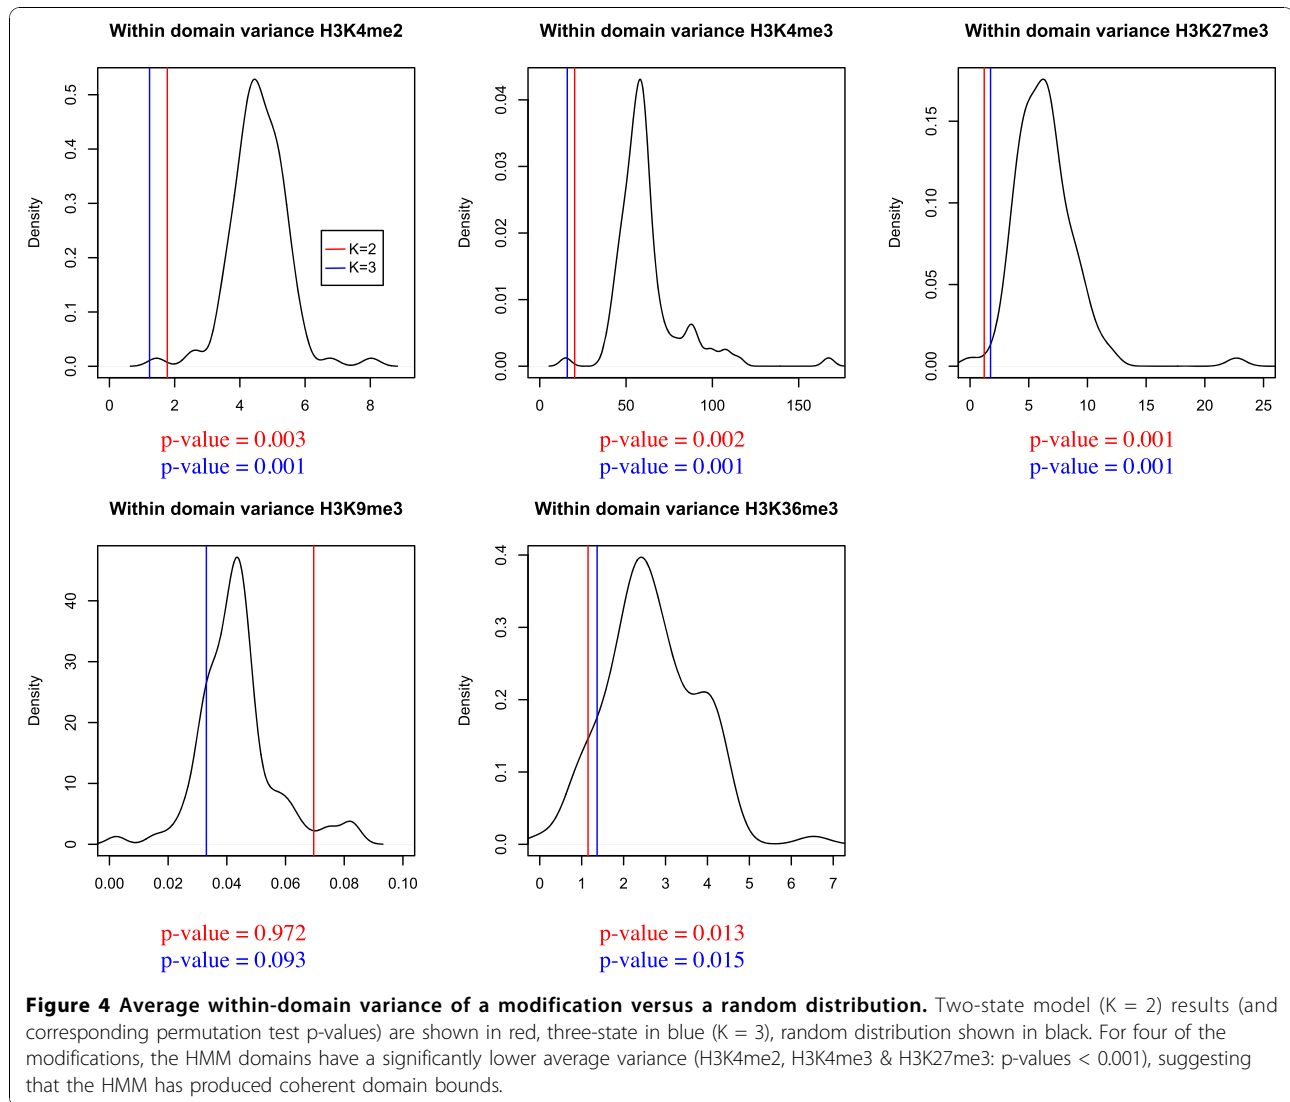 Within domain variance H3K4me2
Within domain variance H3K4me3
Within domain variance H3K27me3
Density
0.0 0.1 0.2 0.3 0.4 0.5
0 2 4 6 8
K=2
K=3
Density
0.00 0.01 0.02 0.03 0.04
0 50 100 150
Density
0.00 0.05 0.10 0.15
0 5 10 15 20 25
p-value = 0.003
p-value = 0.001
p-value = 0.002
p-value = 0.001
p-value = 0.001
p-value = 0.001
Within domain variance H3K9me3
Within domain variance H3K36me3
Density
0 10 20 30 40
0.00 0.02 0.04 0.06 0.08 0.10
Density
0.0 0.1 0.2 0.3 0.4
0 1 2 3 4 5 6 7
p-value = 0.972
p-value = 0.093
p-value = 0.013
p-value = 0.015
Figure 4 Average within-domain variance of a modification versus a random distribution. Two-state model (K = 2) results (and
corresponding permutation test p-values) are shown in red, three-state in blue (K = 3), random distribution shown in black. For four of the
modifications, the HMM domains have a significantly lower average variance (H3K4me2, H3K4me3 & H3K27me3: p-values < 0.001), suggesting
that the HMM has produced coherent domain bounds.